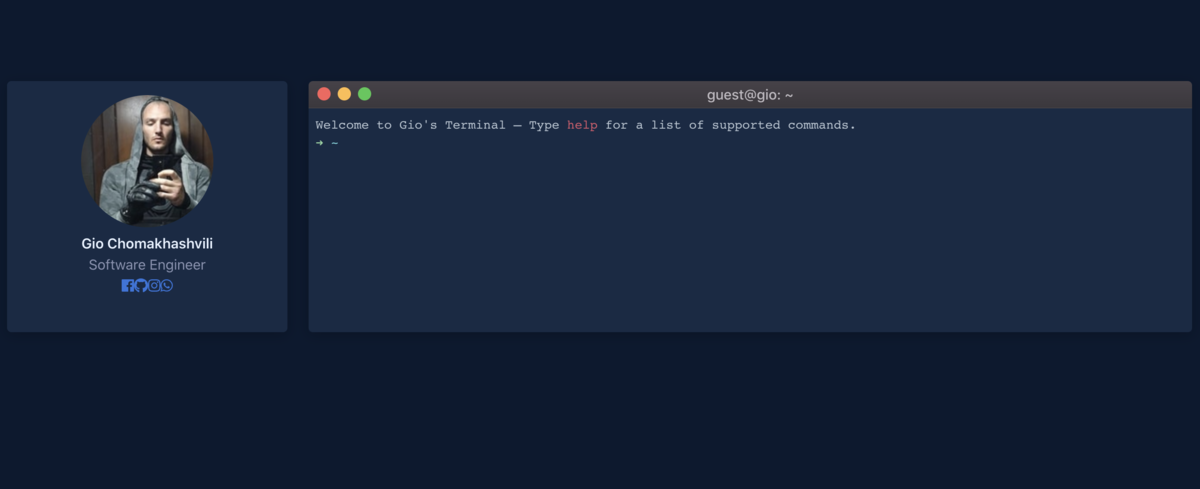 Gio Chomakhashvili
Software Engineer
guest@gio: ~
Welcome to Gio's Terminal — Type help for a list of supported commands.
➜ -